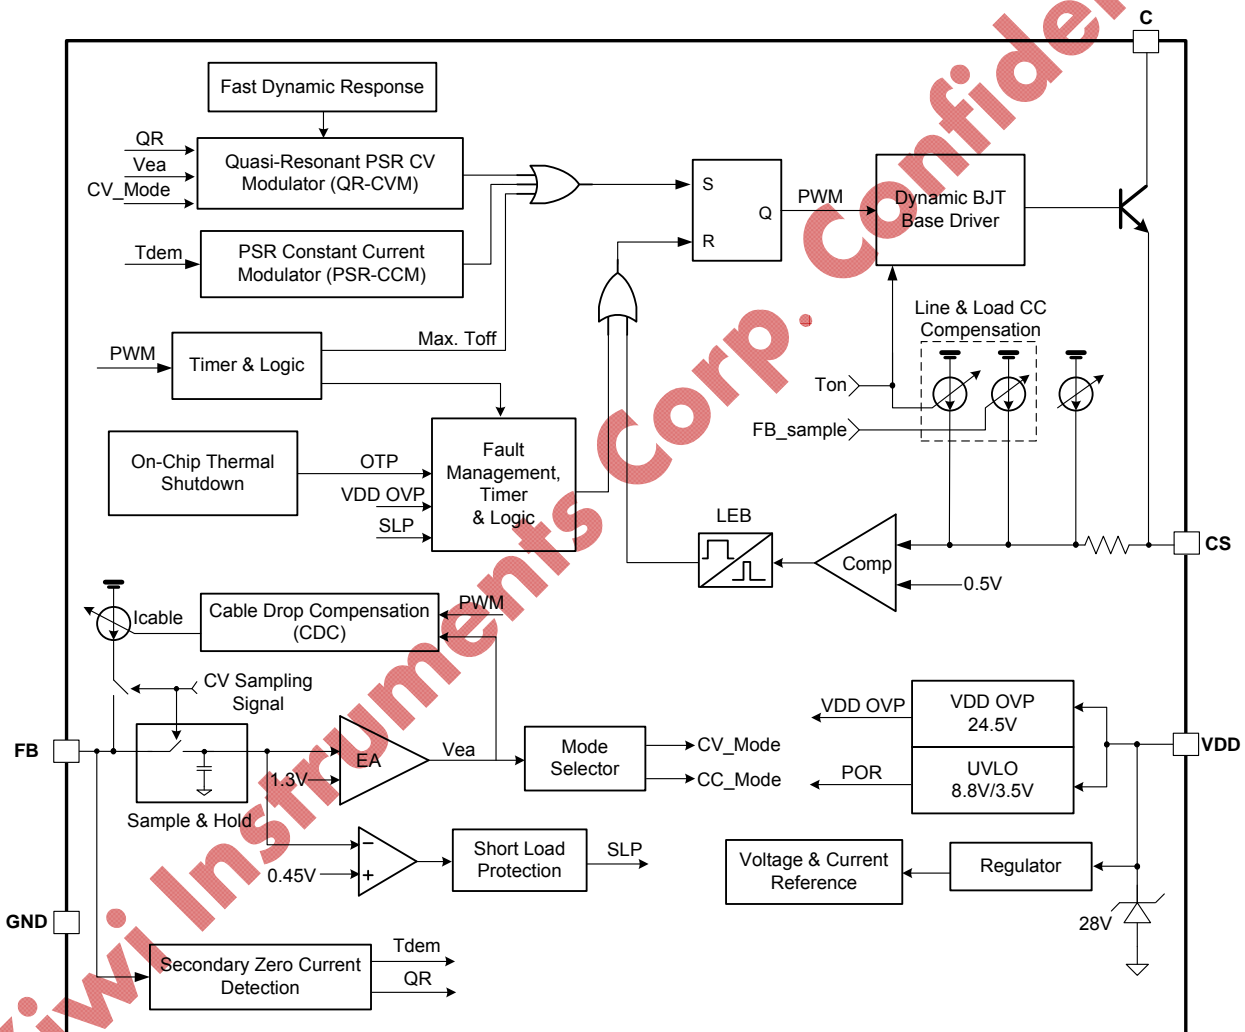 C
Fast Dynamic Response
QR
Vea
CV_Mode
Quasi-Resonant PSR CV
Modulator (QR-CVM)
Tdem
PSR Constant Current
Modulator (PSR-CCM)
S
R
Q
PWM
Dynamic BJT
Base Driver
PWM
Timer & Logic
Max. Toff
Line & Load CC
Compensation
Ton
FB_sample
On-Chip Thermal
Shutdown
OTP
VDD OVP
SLP
Fault
Management,
Timer
& Logic
LEB
Comp
0.5V
CS
Icable
Cable Drop Compensation
(CDC)
PWM
CV Sampling
Signal
FB
Sample & Hold
1.3V
EA
Vea
Mode
Selector
CV_Mode
CC_Mode
VDD OVP
POR
VDD OVP
24.5V
UVLO
8.8V/3.5V
VDD
0.45V
−
+
Short Load
Protection
SLP
Voltage & Current
Reference
Regulator
28V
GND
Secondary Zero Current
Detection
Tdem
QR
Kiwi Instruments Corp. Confiden